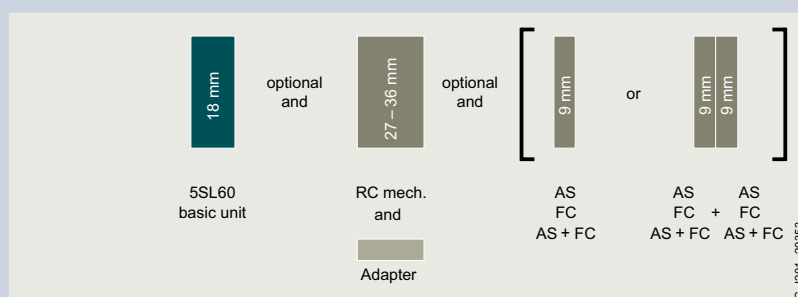 18 mm
optional
and
27 – 36 mm
optional
and
9 mm
or
9 mm
9 mm
5SL60
basic unit
RC mech.
and
Adapter
AS
FC
AS + FC
AS AS
FC + FC
AS + FC AS + FC